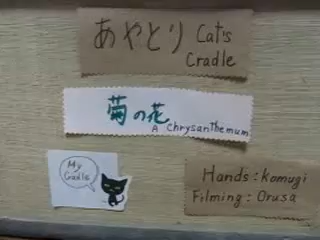 あやとり Cat's
Cradle
菊の花
A Chrysanthemum
My
Cradle
Hands : Komugi
Filming : Orusa